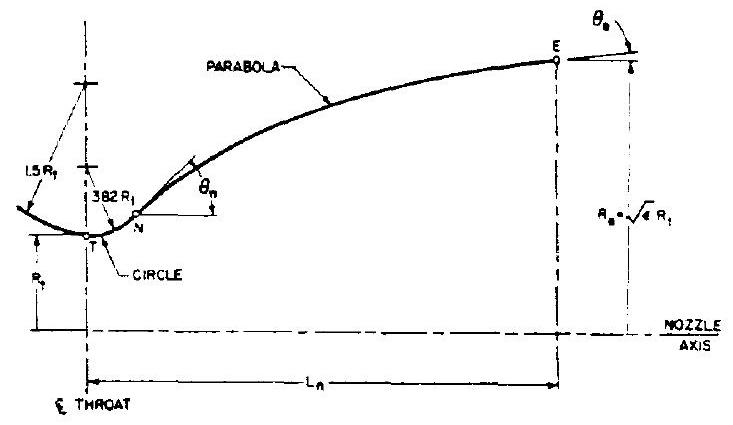 θₑ
E
PARABOLA
1.5 Rₜ
.382 Rₜ
θₙ
N
T
CIRCLE
Rₜ
Rₑ = √ϵ Rₜ
NOZZLE
AXIS
Lₙ
℄ THROAT